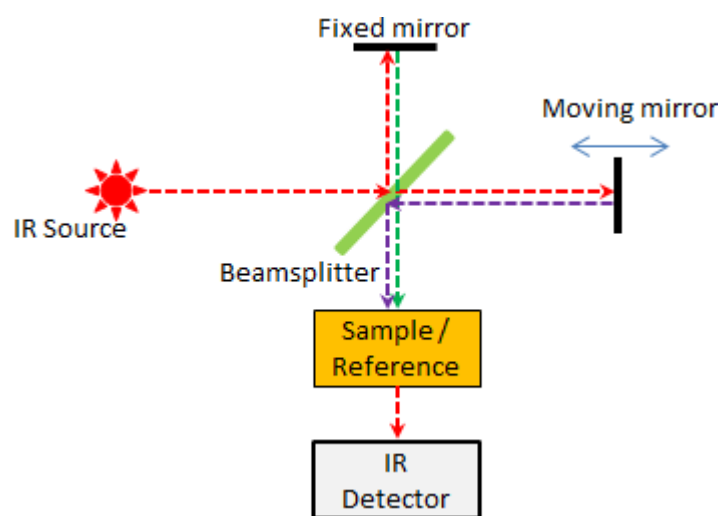 Fixed mirror
Moving mirror
IR Source
Beamsplitter
Sample /
Reference
IR
Detector